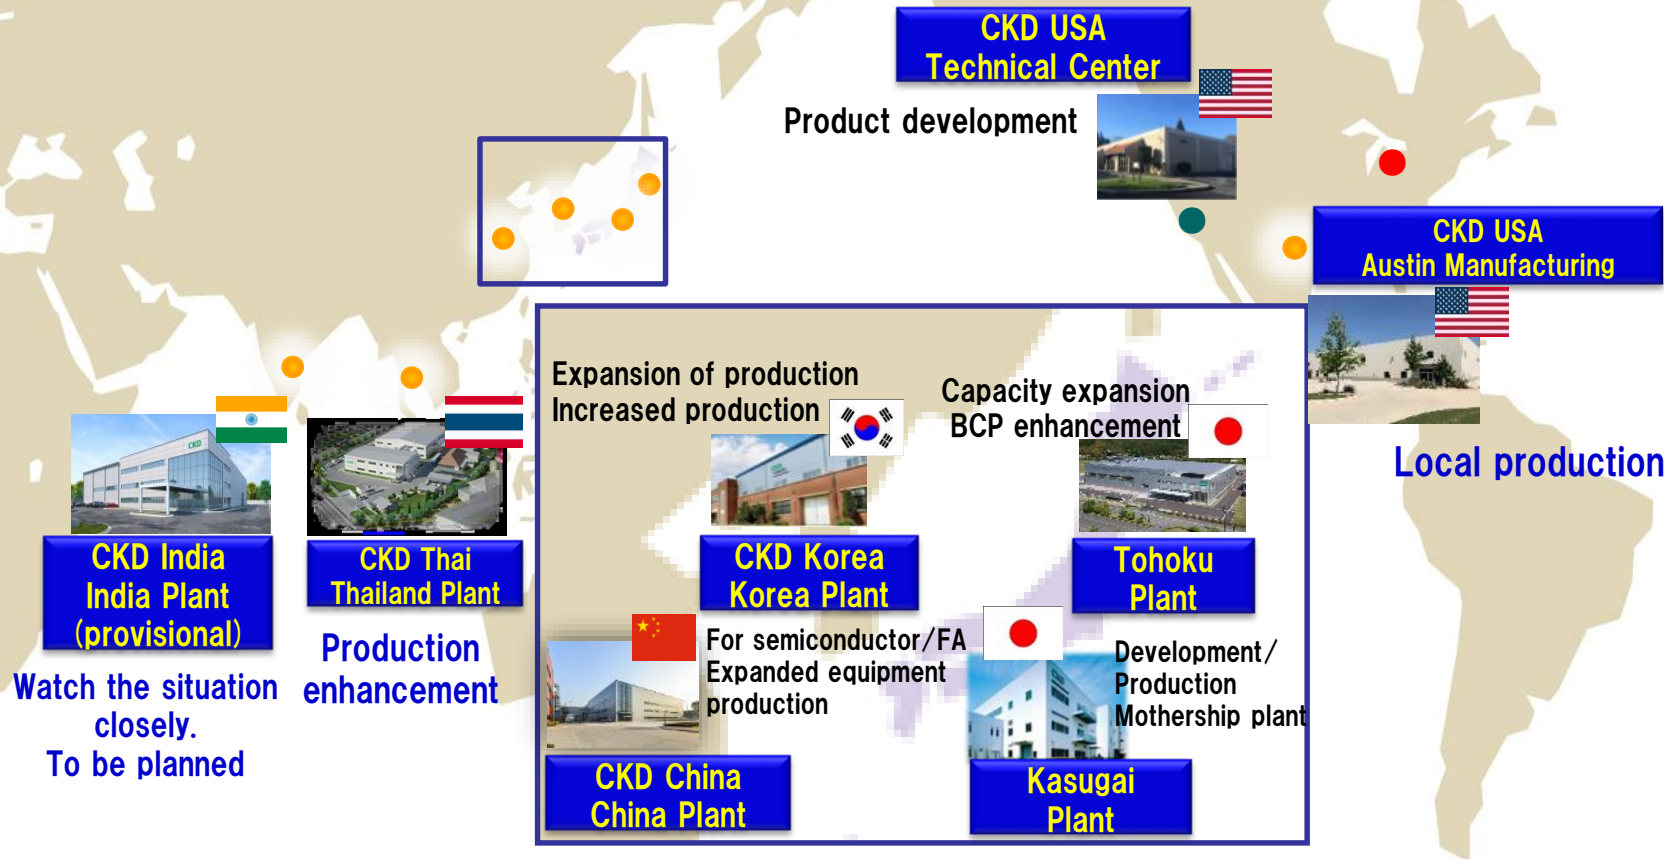 CKD USA
Technical Center
Product development
CKD USA
Austin Manufacturing
Local production
Expansion of production
Increased production
CKD Korea
Korea Plant
Capacity expansion
BCP enhancement
Tohoku
Plant
CKD
CKD India
India Plant
(provisional)
Watch the situation
closely.
To be planned
CKD Thai
Thailand Plant
Production
enhancement
For semiconductor/FA
Expanded equipment
production
CKD China
China Plant
Development/
Production
Mothership plant
Kasugai
Plant